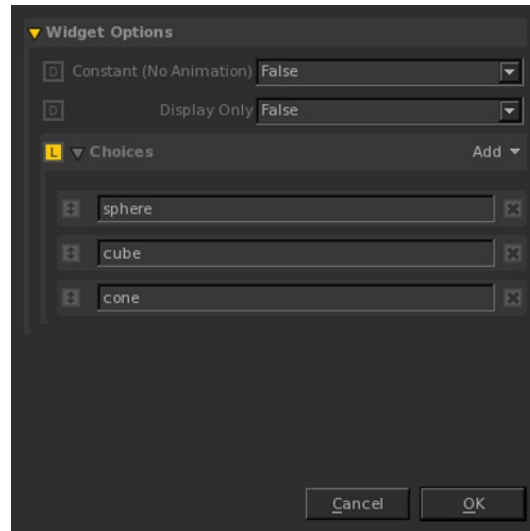 Widget Options
D Constant (No Animation) False
D Display Only False
L Choices Add
sphere
cube
cone
Cancel OK